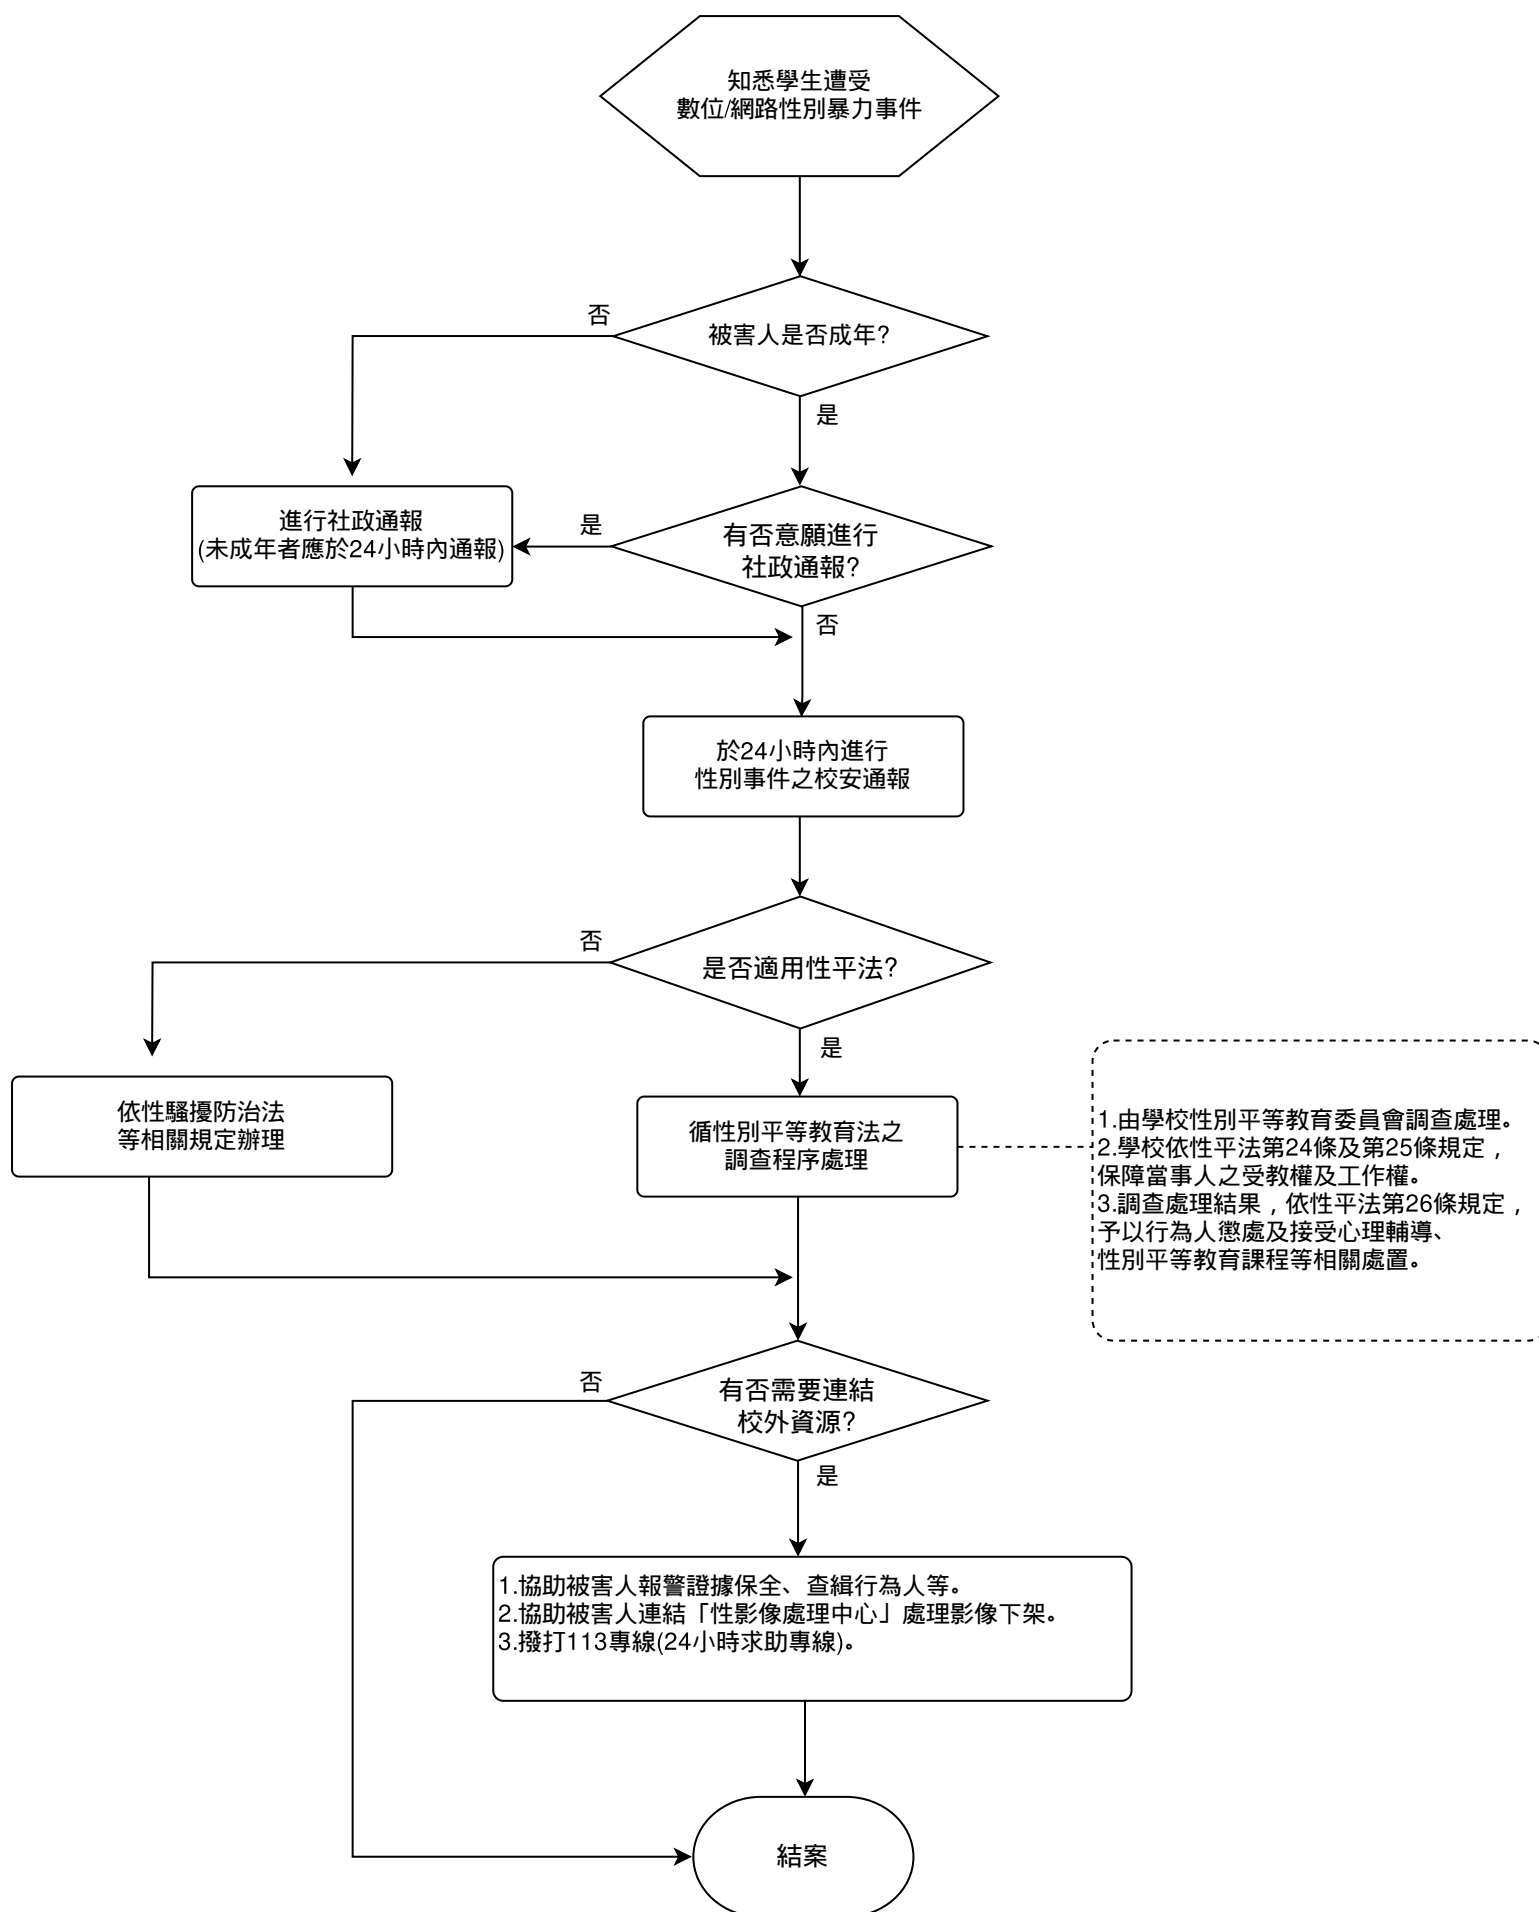 知悉學生遭受
數位/網路性別暴力事件
否
被害人是否成年?
是
進行社政通報
(未成年者應於24小時內通報)
是
有否意願進行
社政通報?
否
於24小時內進行
性別事件之校安通報
否
是否適用性平法?
是
依性騷擾防治法
等相關規定辦理
循性別平等教育法之
調查程序處理
1.由學校性別平等教育委員會調查處理。
2.學校依性平法第24條及第25條規定，
保障當事人之受教權及工作權。
3.調查處理結果，依性平法第26條規定，
予以行為人懲處及接受心理輔導、
性別平等教育課程等相關處置。
否
有否需要連結
校外資源?
是
1.協助被害人報警證據保全、查緝行為人等。
2.協助被害人連結「性影像處理中心」處理影像下架。
3.撥打113專線(24小時求助專線)。
結案